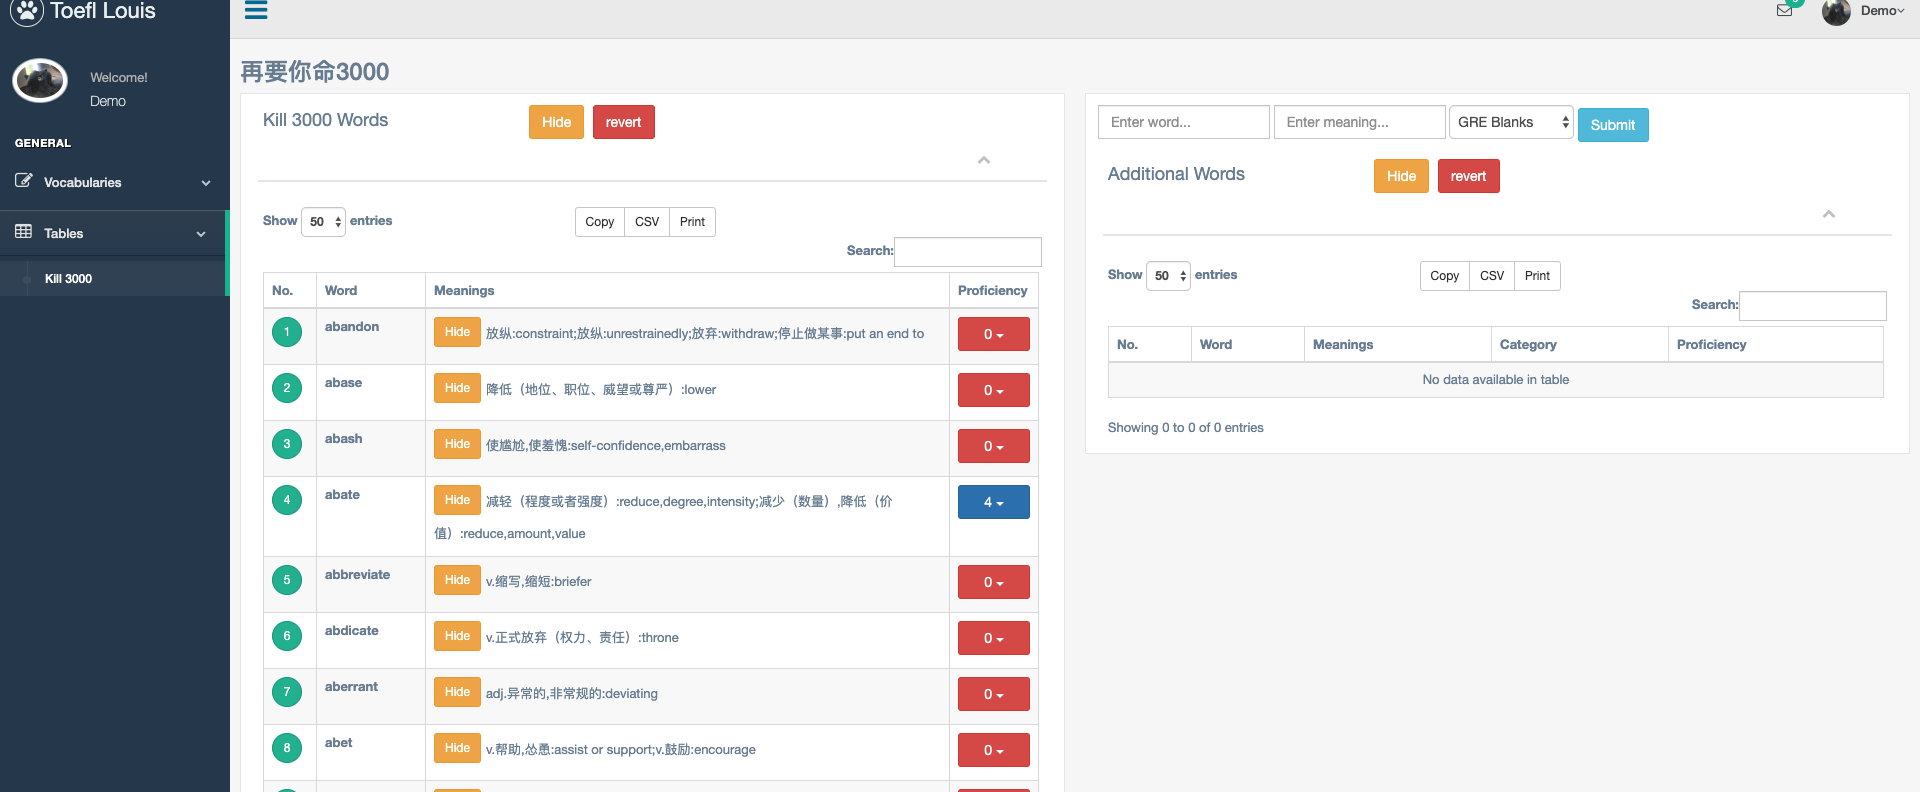 Toefl Louis
Demo
Welcome!
Demo
GENERAL
Vocabularies
Tables
Kill 3000
再要你命3000
Kill 3000 Words
Hide
revert
Show 50 entries
Copy
CSV
Print
Search:
No.
Word
Meanings
Proficiency
1
abandon
Hide 放纵:constraint;放纵:unrestrainedly;放弃:withdraw;停止做某事:put an end to
0
2
abase
Hide 降低（地位、职位、威望或尊严）:lower
0
3
abash
Hide 使尴尬,使羞愧:self-confidence,embarrass
0
4
abate
Hide 减轻（程度或者强度）:reduce,degree,intensity;减少（数量）,降低（价
值）:reduce,amount,value
4
5
abbreviate
Hide v.缩写,缩短:briefer
0
6
abdicate
Hide v.正式放弃（权力、责任）:throne
0
7
aberrant
Hide adj.异常的,非常规的:deviating
0
8
abet
Hide v.帮助,怂恿:assist or support;v.鼓励:encourage
0
Enter word...
Enter meaning...
GRE Blanks
Submit
Additional Words
Hide
revert
Show 50 entries
Copy
CSV
Print
Search:
No.
Word
Meanings
Category
Proficiency
No data available in table
Showing 0 to 0 of 0 entries